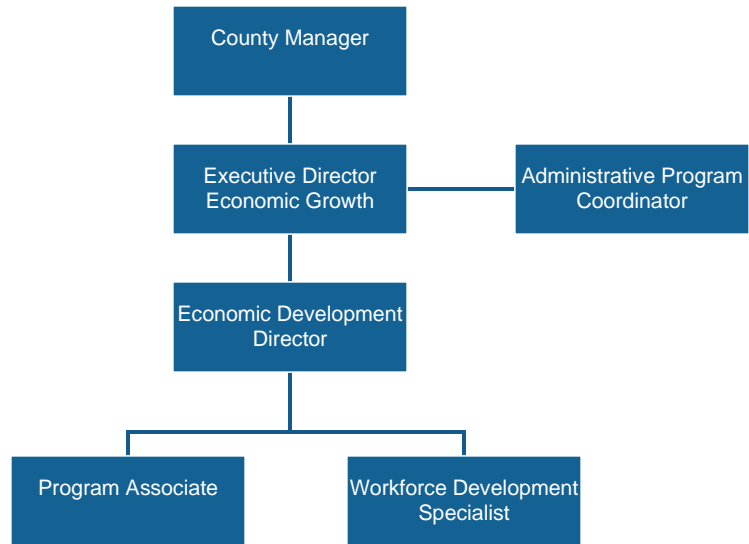 County Manager
Executive Director
Economic Growth
Administrative Program
Coordinator
Economic Development
Director
Program Associate
Workforce Development
Specialist